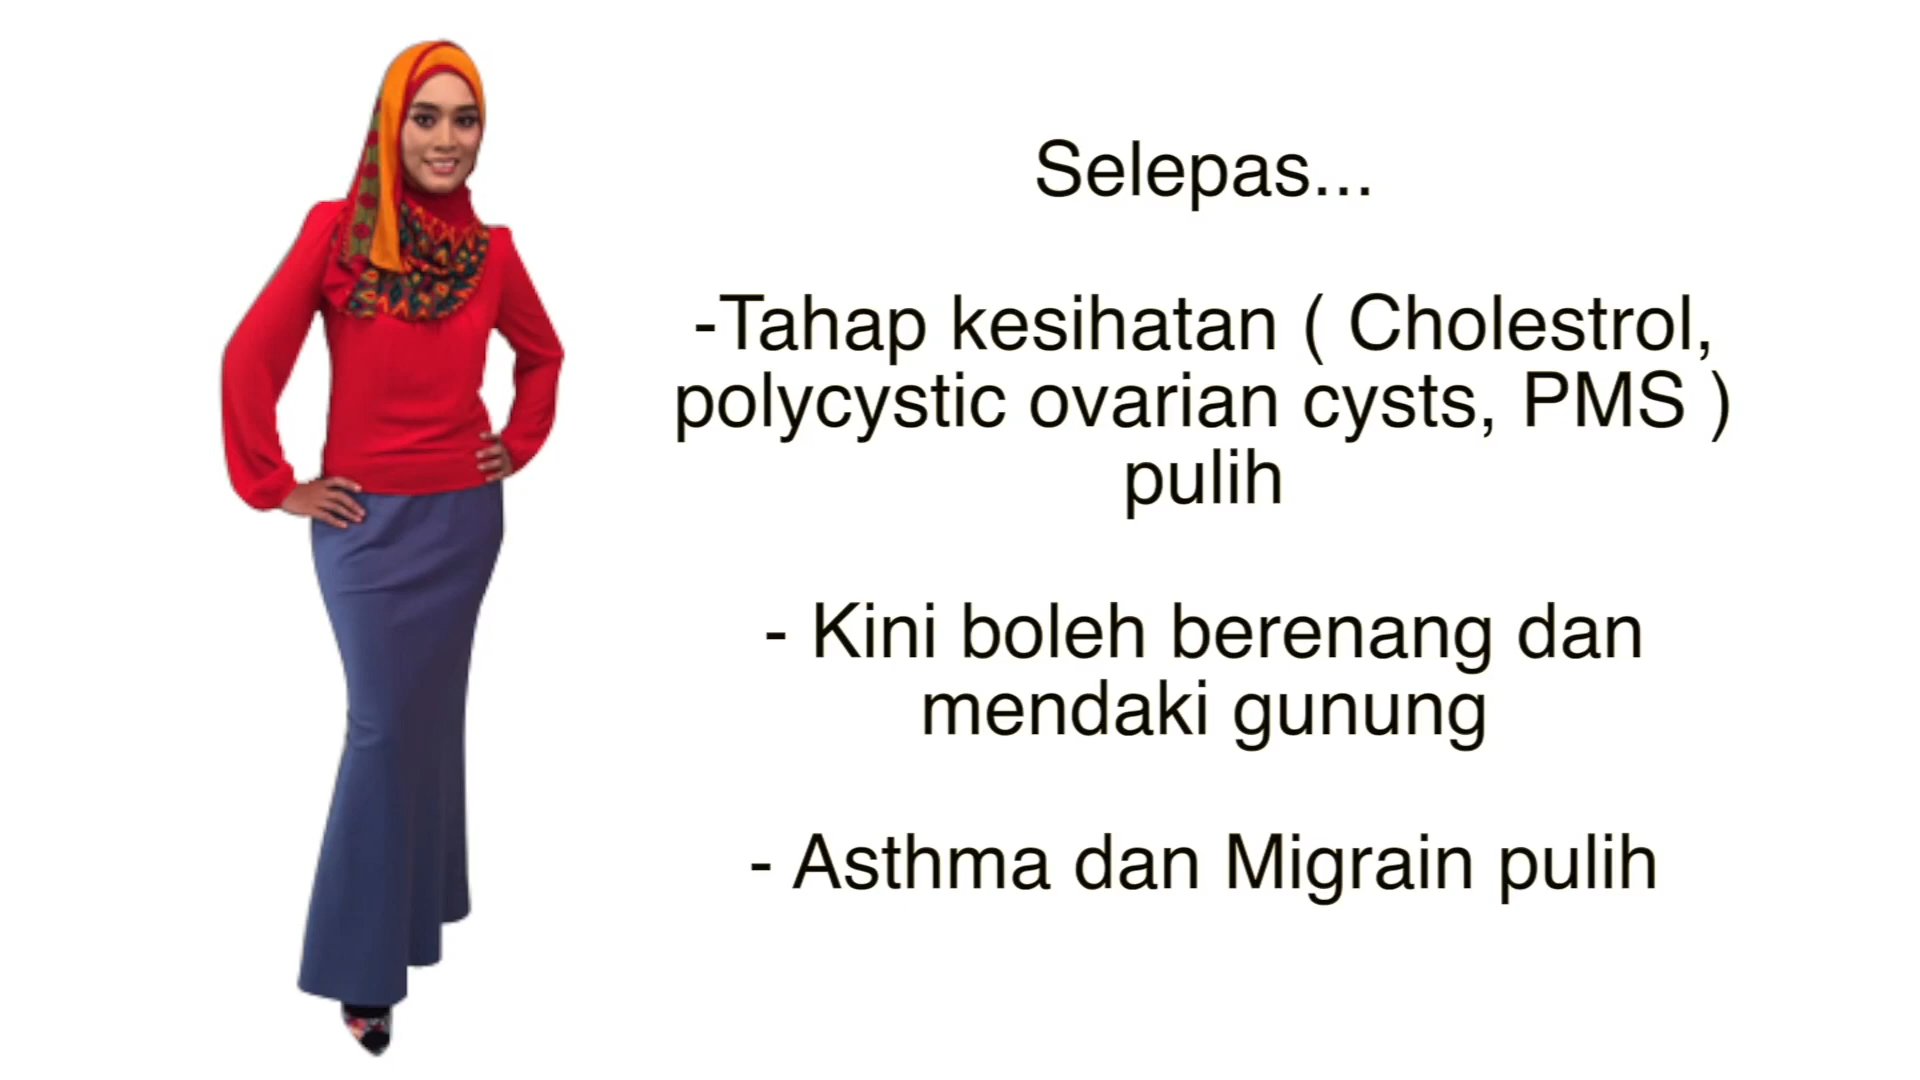 Selepas...
-Tahap kesihatan ( Cholestrol,
polycystic ovarian cysts, PMS )
pulih
- Kini boleh berenang dan
mendaki gunung
- Asthma dan Migrain pulih